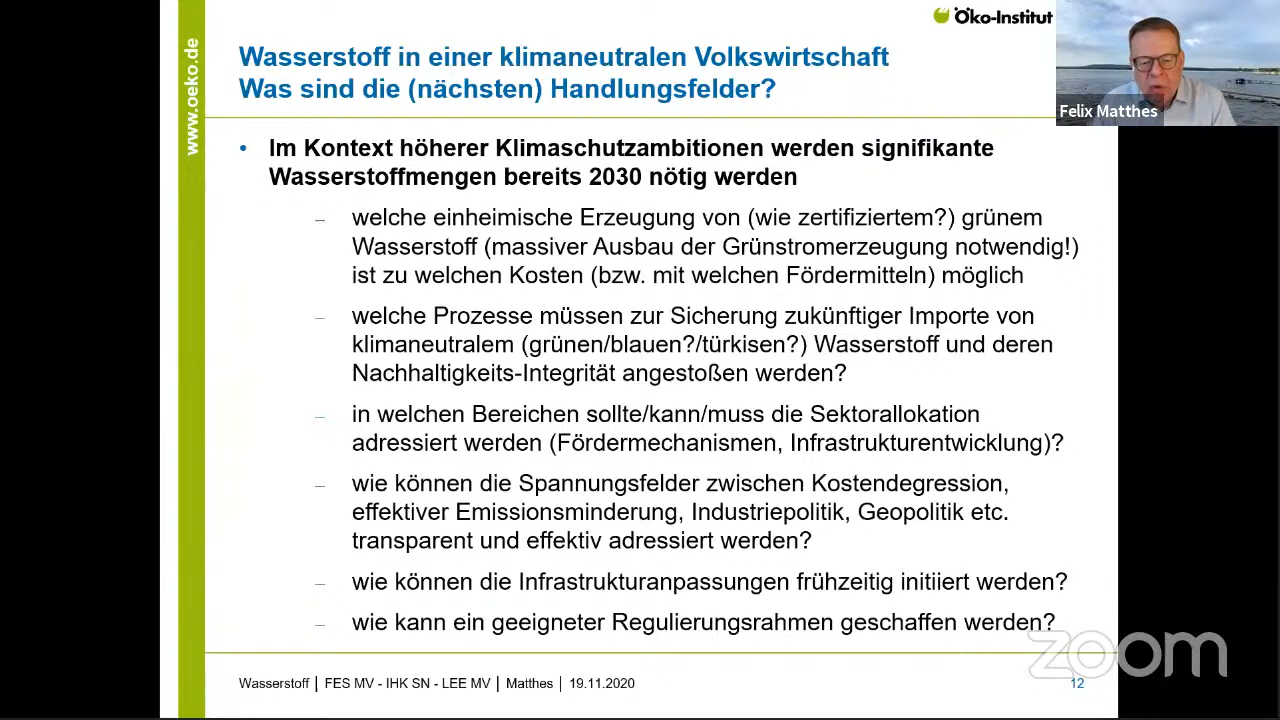 www.oeko.de
Öko-Institut
Wasserstoff in einer klimaneutralen Volkswirtschaft
Was sind die (nächsten) Handlungsfelder?
Felix Matthes
• Im Kontext höherer Klimaschutzambitionen werden signifikante
Wasserstoffmengen bereits 2030 nötig werden
– welche einheimische Erzeugung von (wie zertifiziertem?) grünem
Wasserstoff (massiver Ausbau der Grünstromerzeugung notwendig!)
ist zu welchen Kosten (bzw. mit welchen Fördermitteln) möglich
– welche Prozesse müssen zur Sicherung zukünftiger Importe von
klimaneutralem (grünen/blauen?/türkisen?) Wasserstoff und deren
Nachhaltigkeits-Integrität angestoßen werden?
– in welchen Bereichen sollte/kann/muss die Sektorallokation
adressiert werden (Fördermechanismen, Infrastrukturentwicklung)?
– wie können die Spannungsfelder zwischen Kostendegression,
effektiver Emissionsminderung, Industriepolitik, Geopolitik etc.
transparent und effektiv adressiert werden?
– wie können die Infrastrukturanpassungen frühzeitig initiiert werden?
– wie kann ein geeigneter Regulierungsrahmen geschaffen werden?
zoom
Wasserstoff | FES MV - IHK SN - LEE MV | Matthes | 19.11.2020
12